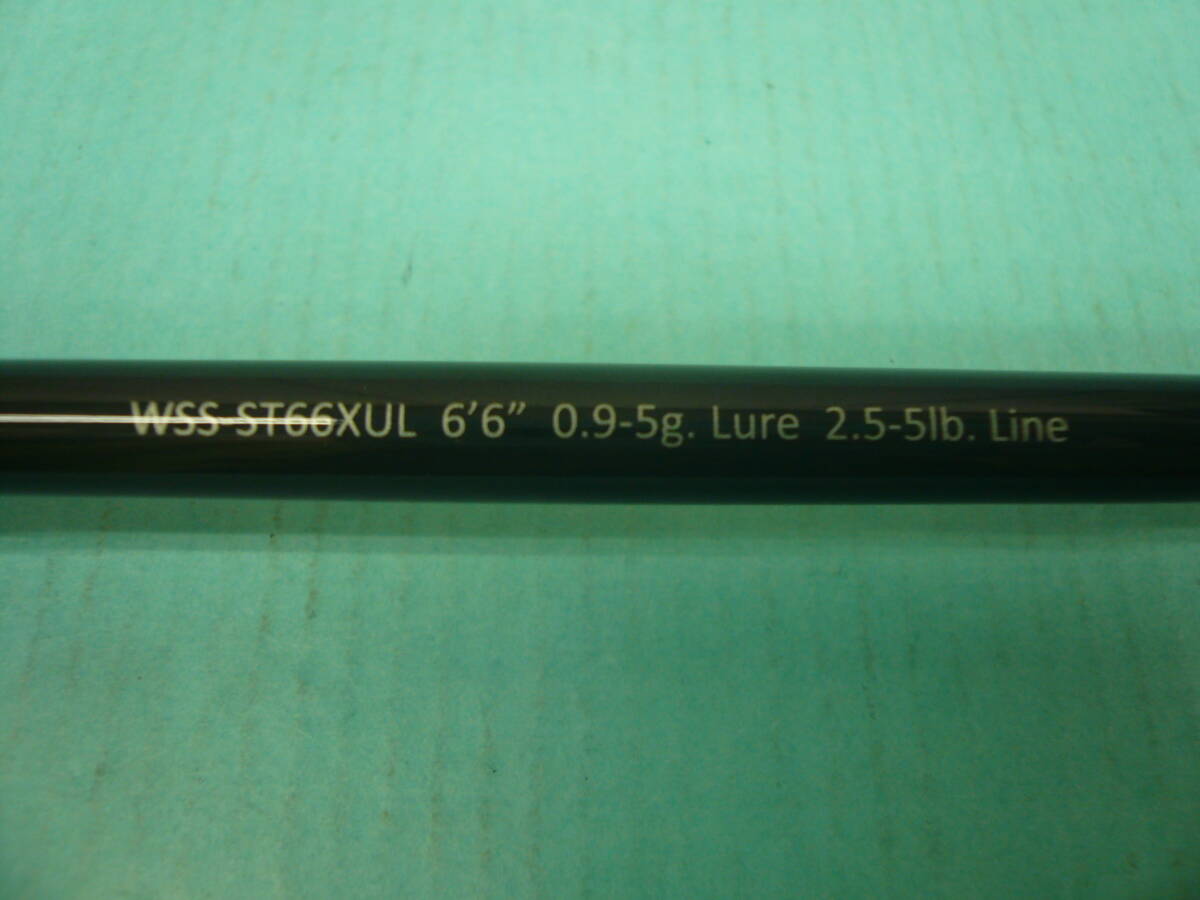 WSS-ST66XUL 6’6” 0.9-5g. Lure 2.5-5lb. Line